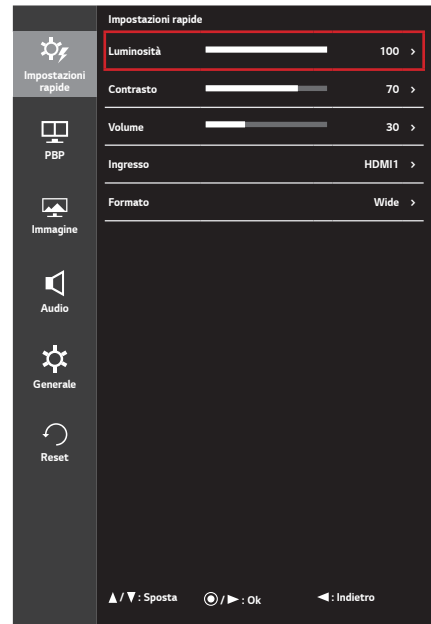 Impostazioni rapide
Impostazioni
rapide
PBP
Immagine
Audio
Generale
Reset
Luminosità 100 >
Contrasto 70 >
Volume 30 >
Ingresso HDMI1 >
Formato Wide >
▲/▼: Sposta ◉/►: Ok ◄: Indietro